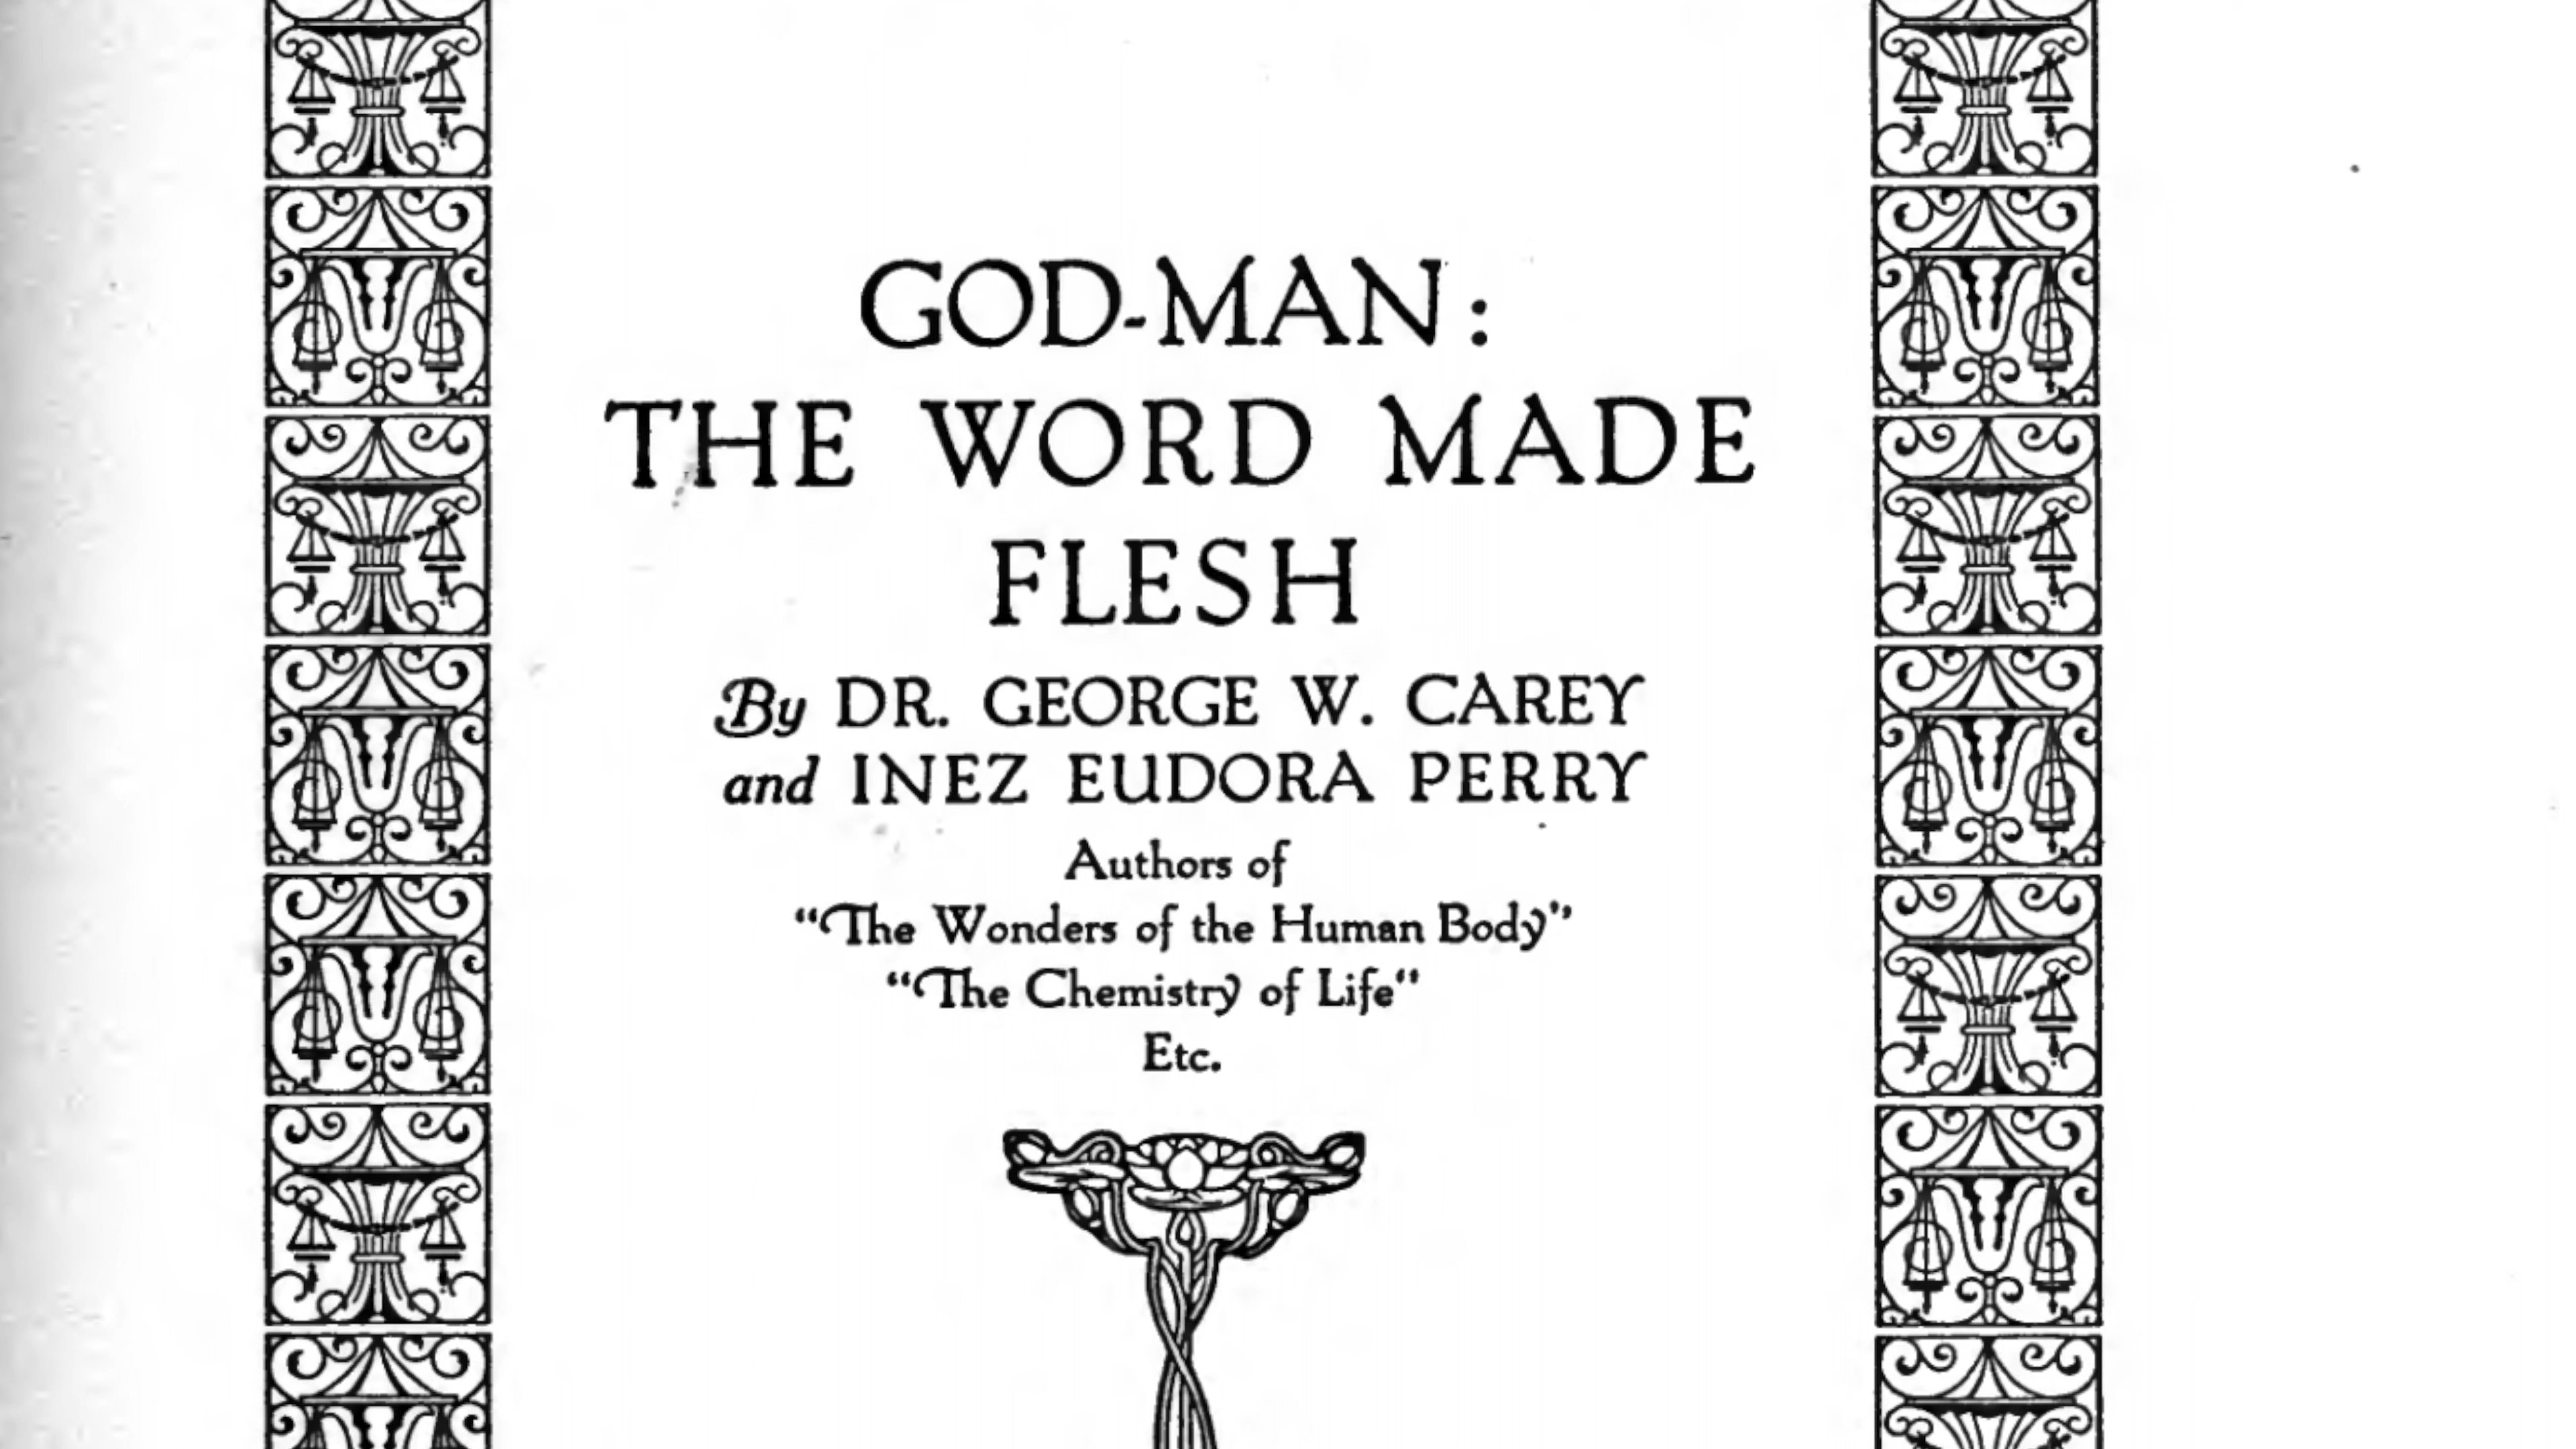 GOD-MAN:
THE WORD MADE
FLESH
By DR. GEORGE W. CAREY
and INEZ EUDORA PERRY
Authors of
“The Wonders of the Human Body”
“The Chemistry of Life”
Etc.